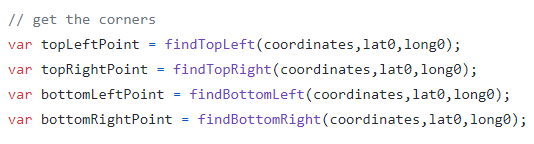 // get the corners
var topLeftPoint = findTopLeft(coordinates,lat0,long0);
var topRightPoint = findTopRight(coordinates,lat0,long0);
var bottomLeftPoint = findBottomLeft(coordinates,lat0,long0);
var bottomRightPoint = findBottomRight(coordinates,lat0,long0);